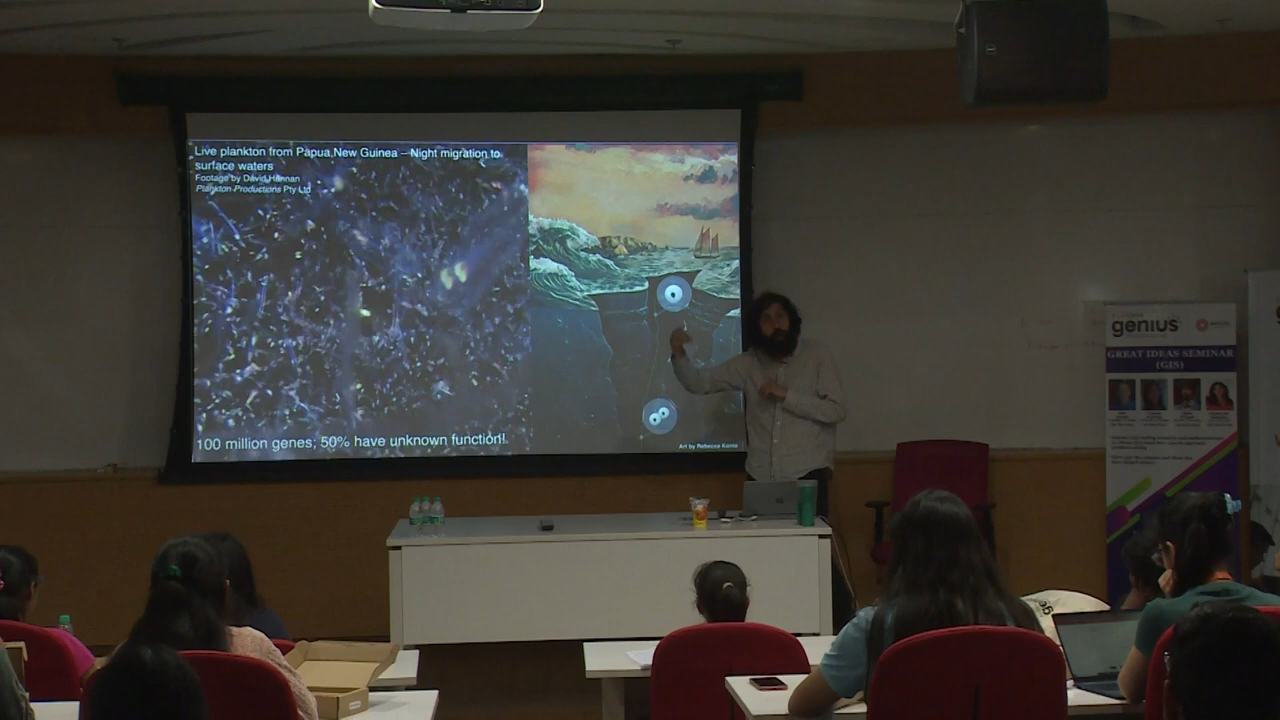 Live plankton from Papua New Guinea – Night migration to
surface waters
Footage by David Hannan
Plankton Productions Pty Ltd
100 million genes; 50% have unknown function!
Art by Rebecca Konte
genius
GREAT IDEAS SEMINAR
(GIS)